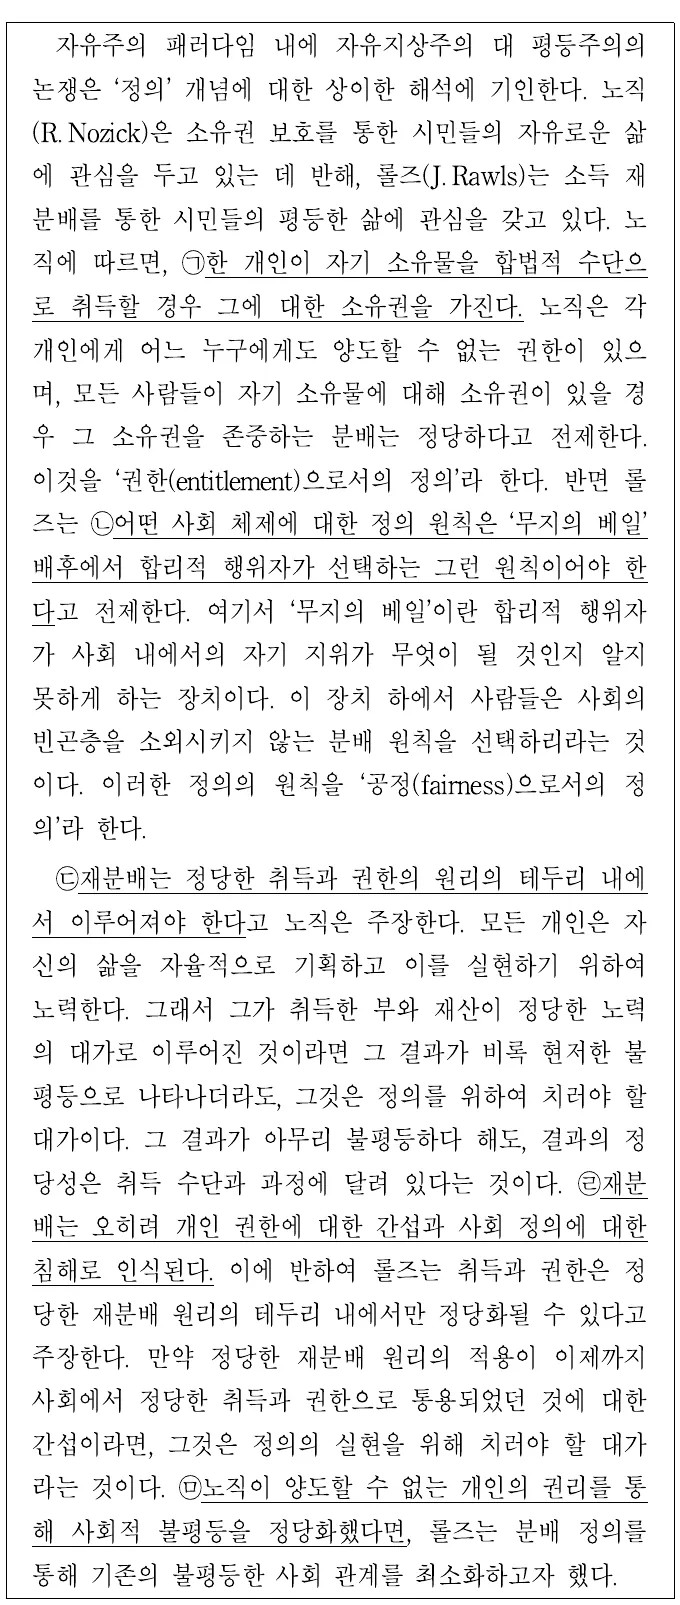 자유주의 패러다임 내에 자유지상주의 대 평등주의의
논쟁은 ‘정의’ 개념에 대한 상이한 해석에 기인한다. 노직
(R. Nozick)은 소유권 보호를 통한 시민들의 자유로운 삶
에 관심을 두고 있는 데 반해, 롤즈(J. Rawls)는 소득 재
분배를 통한 시민들의 평등한 삶에 관심을 갖고 있다. 노
직에 따르면, ㉠한 개인이 자기 소유물을 합법적 수단으
로 취득할 경우 그에 대한 소유권을 가진다. 노직은 각
개인에게 어느 누구에게도 양도할 수 없는 권한이 있으
며, 모든 사람들이 자기 소유물에 대해 소유권이 있을 경
우 그 소유권을 존중하는 분배는 정당하다고 전제한다.
이것을 ‘권한(entitlement)으로서의 정의’라 한다. 반면 롤
즈는 ㉡어떤 사회 체제에 대한 정의 원칙은 ‘무지의 베일’
배후에서 합리적 행위자가 선택하는 그런 원칙이어야 한
다고 전제한다. 여기서 ‘무지의 베일’이란 합리적 행위자
가 사회 내에서의 자기 지위가 무엇이 될 것인지 알지
못하게 하는 장치이다. 이 장치 하에서 사람들은 사회의
빈곤층을 소외시키지 않는 분배 원칙을 선택하리라는 것
이다. 이러한 정의의 원칙을 ‘공정(fairness)으로서의 정
의’라 한다.
㉢재분배는 정당한 취득과 권한의 원리의 테두리 내에
서 이루어져야 한다고 노직은 주장한다. 모든 개인은 자
신의 삶을 자율적으로 기획하고 이를 실현하기 위하여
노력한다. 그래서 그가 취득한 부와 재산이 정당한 노력
의 대가로 이루어진 것이라면 그 결과가 비록 현저한 불
평등으로 나타나더라도, 그것은 정의를 위하여 치러야 할
대가이다. 그 결과가 아무리 불평등하다 해도, 결과의 정
당성은 취득 수단과 과정에 달려 있다는 것이다. ㉣재분
배는 오히려 개인 권한에 대한 간섭과 사회 정의에 대한
침해로 인식된다. 이에 반하여 롤즈는 취득과 권한은 정
당한 재분배 원리의 테두리 내에서만 정당화될 수 있다고
주장한다. 만약 정당한 재분배 원리의 적용이 이제까지
사회에서 정당한 취득과 권한으로 통용되었던 것에 대한
간섭이라면, 그것은 정의의 실현을 위해 치러야 할 대가
라는 것이다. ㉤노직이 양도할 수 없는 개인의 권리를 통
해 사회적 불평등을 정당화했다면, 롤즈는 분배 정의를
통해 기존의 불평등한 사회 관계를 최소화하고자 했다.